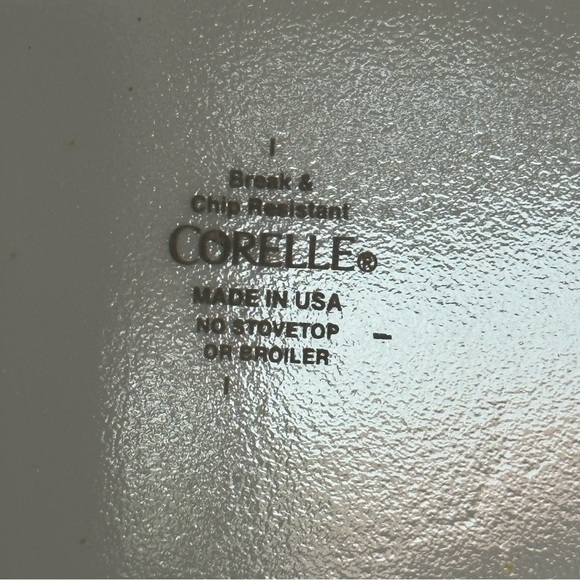 Break &
Chip Resistant
CORELLE®
MADE IN USA
NO STOVETOP
OR BROILER